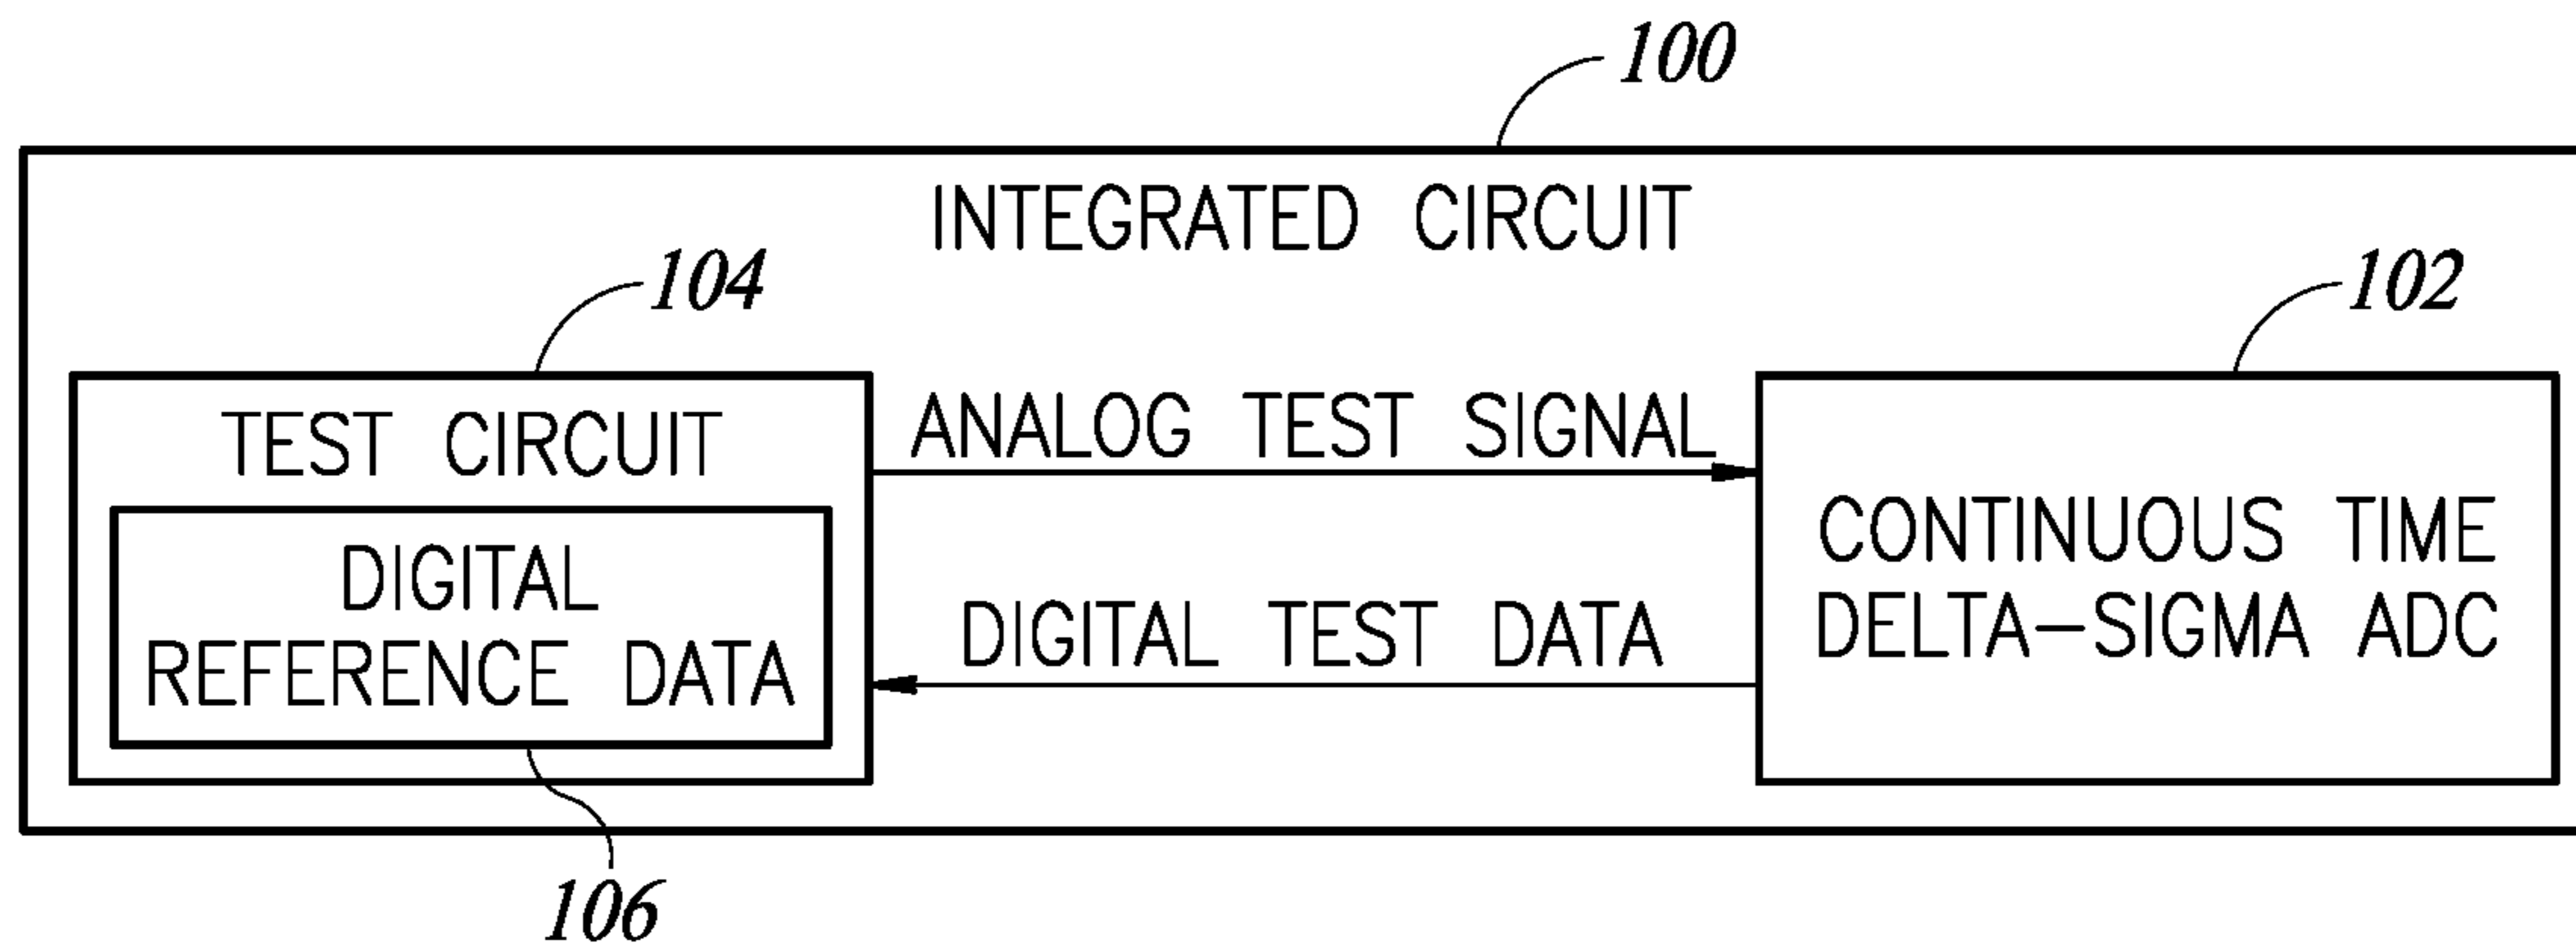 100
INTEGRATED CIRCUIT
104
102
TEST CIRCUIT
DIGITAL
REFERENCE DATA
106
ANALOG TEST SIGNAL
DIGITAL TEST DATA
CONTINUOUS TIME
DELTA-SIGMA ADC